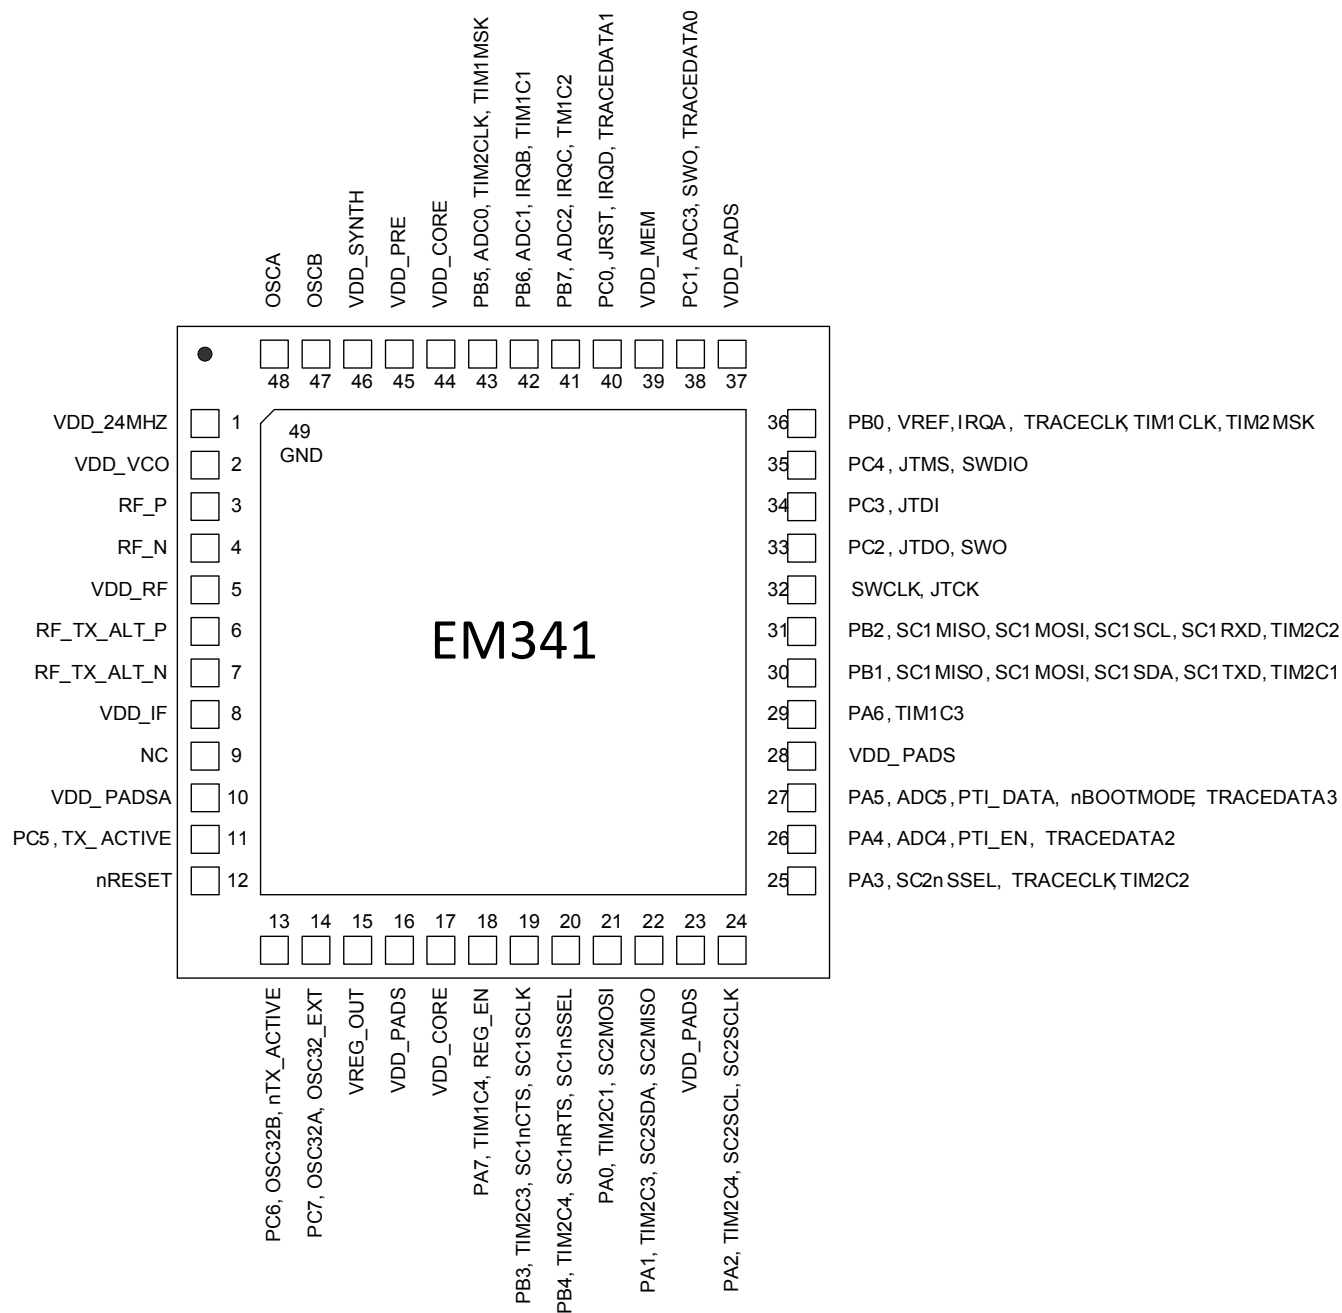 OSCA
OSCB
VDD_SYNTH
VDD_PRE
VDD_CORE
PB5, ADC0, TIM2CLK, TIM1MSK
PB6, ADC1, IRQB, TIM1C1
PB7, ADC2, IRQC, TM1C2
PC0, JRST, IRQD, TRACEDATA1
VDD_MEM
PC1, ADC3, SWO, TRACEDATA0
VDD_PADS
48 47 46 45 44 43 42 41 40 39 38 37
VDD_24MHZ 1
VDD_VCO 2
RF_P 3
RF_N 4
VDD_RF 5
RF_TX_ALT_P 6
RF_TX_ALT_N 7
VDD_IF 8
NC 9
VDD_PADSA 10
PC5, TX_ACTIVE 11
nRESET 12
49
GND
EM341
36 PB0, VREF, IRQA, TRACECLK, TIM1CLK, TIM2MSK
35 PC4, JTMS, SWDIO
34 PC3, JTDI
33 PC2, JTDO, SWO
32 SWCLK, JTCK
31 PB2, SC1MISO, SC1MOSI, SC1SCL, SC1RXD, TIM2C2
30 PB1, SC1MISO, SC1MOSI, SC1SDA, SC1TXD, TIM2C1
29 PA6, TIM1C3
28 VDD_PADS
27 PA5, ADC5, PTI_DATA, nBOOTMODE, TRACEDATA3
26 PA4, ADC4, PTI_EN, TRACEDATA2
25 PA3, SC2nSSEL, TRACECLK, TIM2C2
13 14 15 16 17 18 19 20 21 22 23 24
PC6, OSC32B, nTX_ACTIVE
PC7, OSC32A, OSC32_EXT
VREG_OUT
VDD_PADS
VDD_CORE
PA7, TIM1C4, REG_EN
PB3, TIM2C3, SC1nCTS, SC1SCLK
PB4, TIM2C4, SC1nRTS, SC1nSSEL
PA0, TIM2C1, SC2MOSI
PA1, TIM2C3, SC2SDA, SC2MISO
VDD_PADS
PA2, TIM2C4, SC2SCL, SC2SCLK